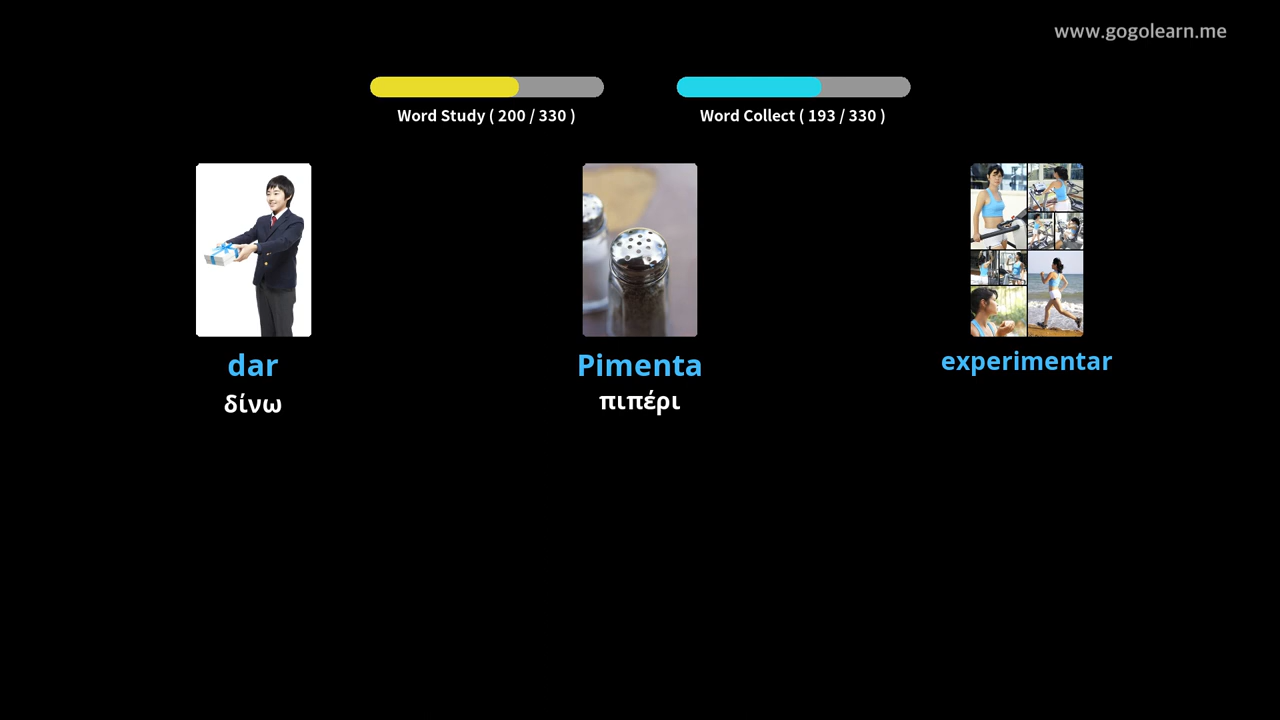 www.gogolearn.me
Word Study ( 200 / 330 )
Word Collect ( 193 / 330 )
dar
δίνω
Pimenta
πιπέρι
experimentar